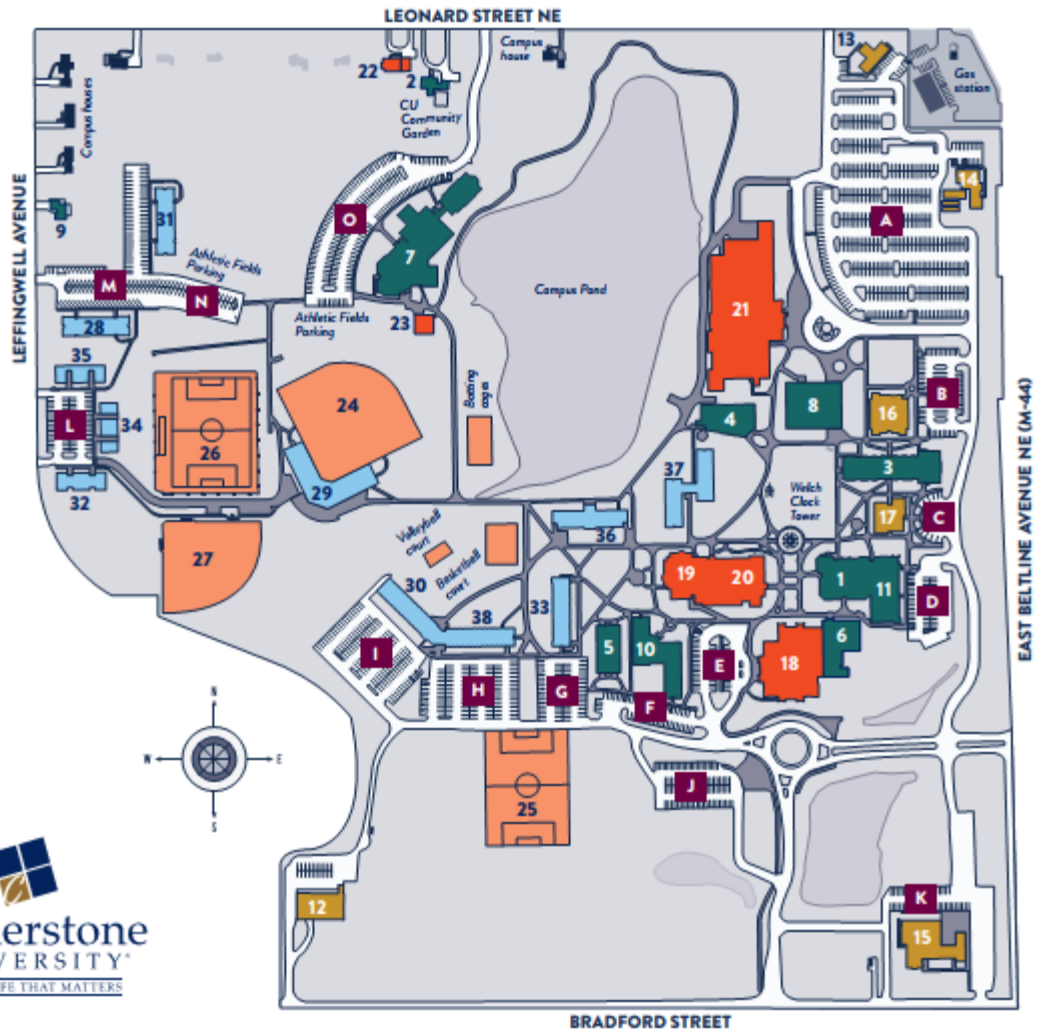 LEONARD STREET NE
13
Campus
house
22
2
CU
Community
Garden
Gas
station
Campus houses
LEFFINGWELL AVENUE
9
31
14
O
A
7
Athletic Fields
Parking
M
N
Campus Pond
21
28
23
Athletic Fields
Parking
35
Batting
cages
24
B
8
16
4
34
L
26
EAST BELTLINE AVENUE NE (M-44)
3
37
32
29
Welch
Clock
Tower
17
C
36
Volleyball
court
27
Basketball
court
19
20
1
11
30
33
D
38
5
10
6
I
E
18
H
G
F
N
W
E
S
J
25
K
12
15
erstone
VERSITY
FE THAT MATTERS
BRADFORD STREET